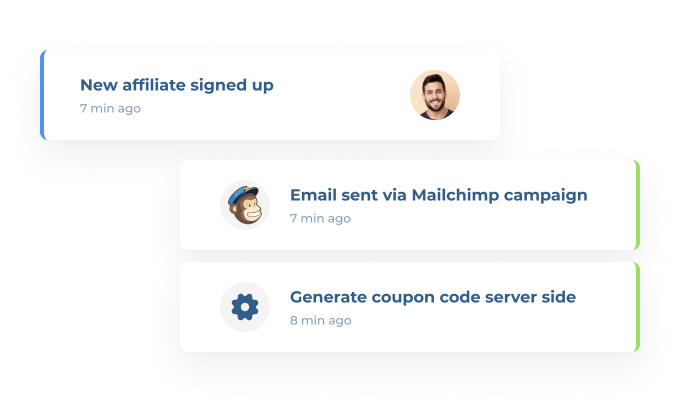 New affiliate signed up
7 min ago
Email sent via Mailchimp campaign
7 min ago
Generate coupon code server side
8 min ago